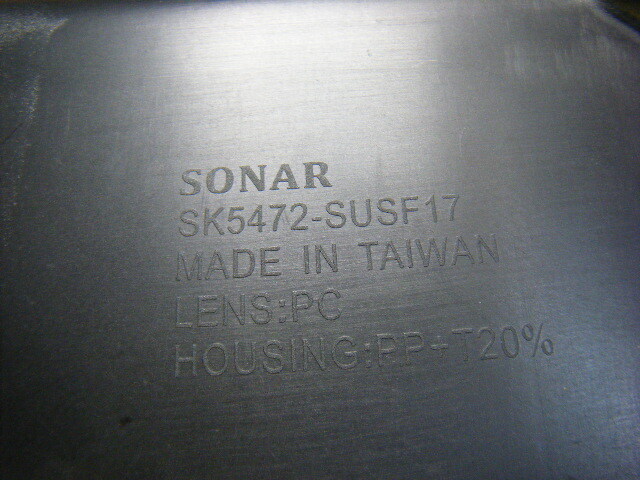 SONAR
SK5472-SUSF17
MADE IN TAIWAN
LENS:PC
HOUSING:PP-T20%